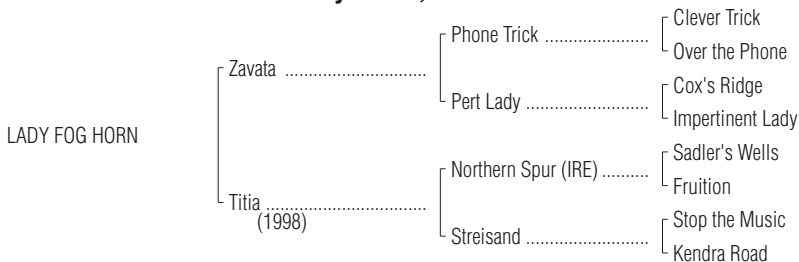 Clever Trick
Phone Trick ......................
Over the Phone
Zavata ..............................
Cox's Ridge
Pert Lady ..........................
Impertinent Lady
LADY FOG HORN
Sadler's Wells
Northern Spur (IRE) ..........
Fruition
Titia ..................................
(1998)
Stop the Music
Streisand ..........................
Kendra Road